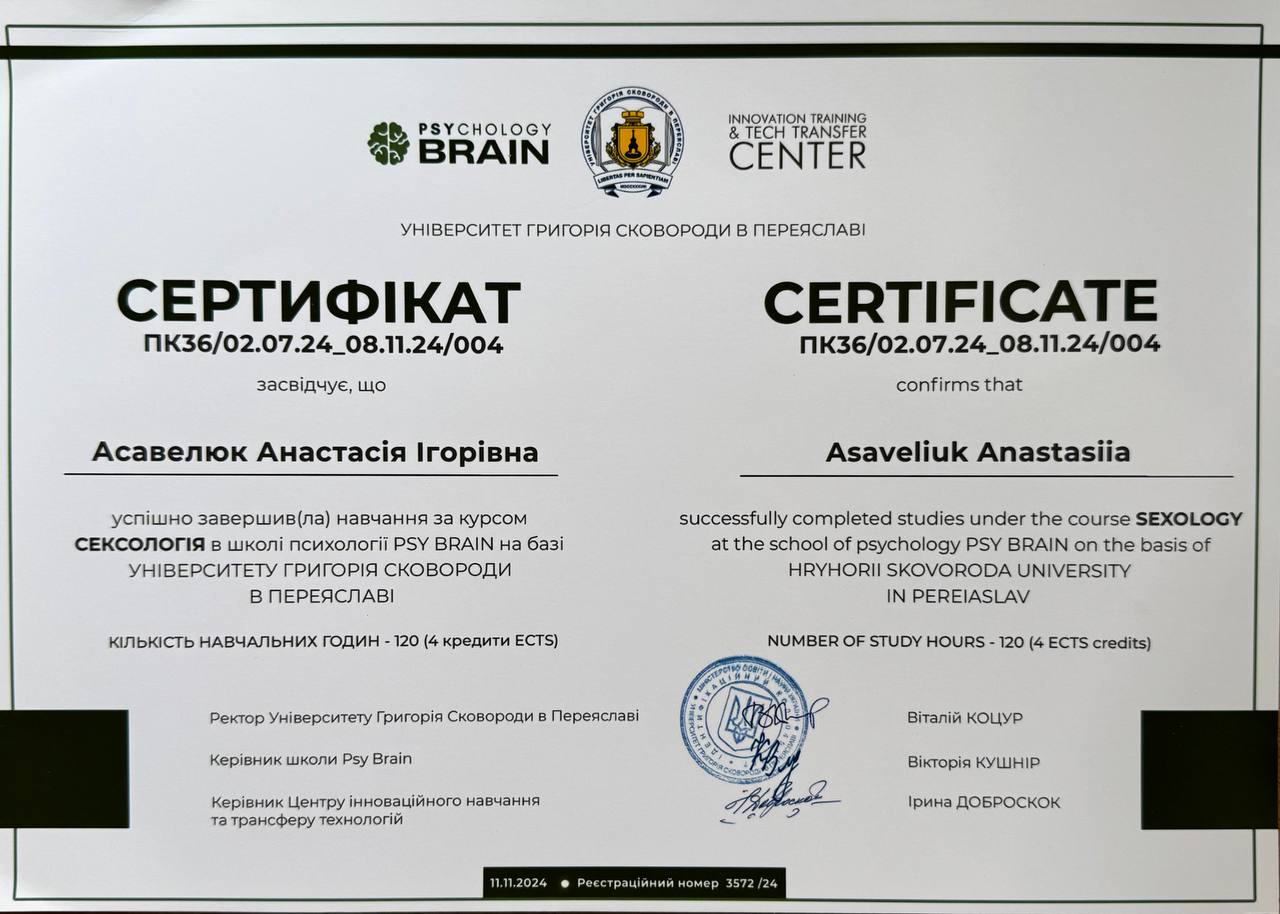 PSYCHOLOGY
BRAIN
УНІВЕРСИТЕТ ГРИГОРІЯ СКОВОРОДИ В ПЕРЕЯСЛАВІ
LIBERTAS PER SAPIENTIAM
INNOVATION TRAINING
& TECH TRANSFER
CENTER
УНІВЕРСИТЕТ ГРИГОРІЯ СКОВОРОДИ В ПЕРЕЯСЛАВІ
СЕРТИФІКАТ
ПК36/02.07.24_08.11.24/004
засвідчує, що
Асавелюк Анастасія Ігорівна
успішно завершив(ла) навчання за курсом
СЕКСОЛОГІЯ в школі психології PSY BRAIN на базі
УНІВЕРСИТЕТУ ГРИГОРІЯ СКОВОРОДИ
В ПЕРЕЯСЛАВІ
КІЛЬКІСТЬ НАВЧАЛЬНИХ ГОДИН - 120 (4 кредити ECTS)
CERTIFICATE
ПК36/02.07.24_08.11.24/004
confirms that
Asaveliuk Anastasiia
successfully completed studies under the course SEXOLOGY
at the school of psychology PSY BRAIN on the basis of
HRYHORII SKOVORODA UNIVERSITY
IN PEREIASLAV
NUMBER OF STUDY HOURS - 120 (4 ECTS credits)
Ректор Університету Григорія Сковороди в Переяславі
Віталій КОЦУР
Керівник школи Psy Brain
Вікторія КУШНІР
Керівник Центру інноваційного навчання
та трансферу технологій
Ірина ДОБРОСКОК
11.11.2024 ● Реєстраційний номер 3572 /24